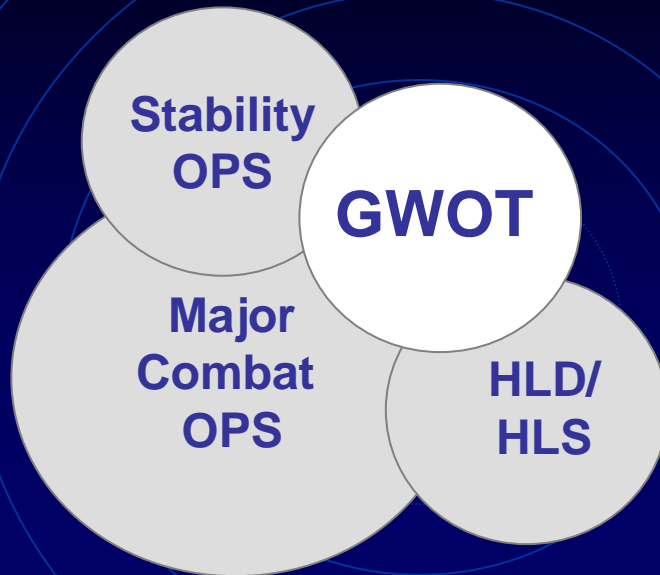 Stability
OPS
GWOT
Major
Combat
OPS
HLD/
HLS